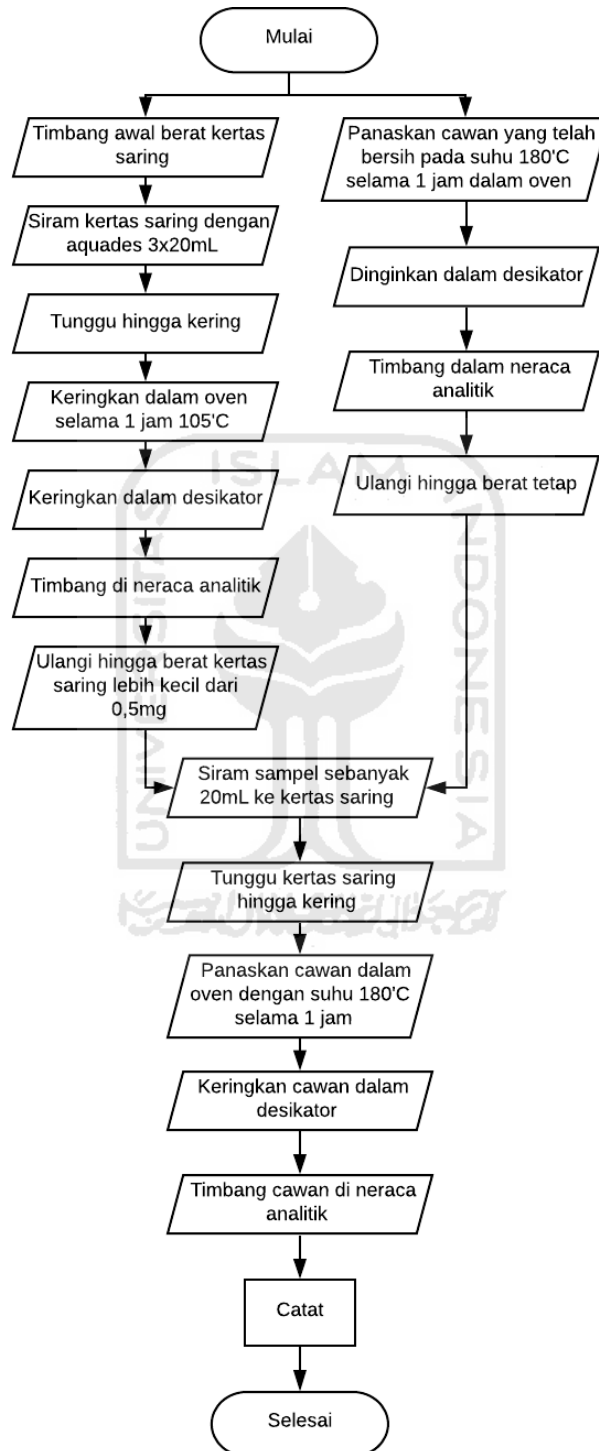 Mulai
Timbang awal berat kertas
saring
Siram kertas saring dengan
aquades 3x20mL
Tunggu hingga kering
Keringkan dalam oven
selama 1 jam 105'C
Keringkan dalam desikator
Timbang di neraca analitik
Ulangi hingga berat kertas
saring lebih kecil dari
0,5mg
Panaskan cawan yang telah
bersih pada suhu 180'C
selama 1 jam dalam oven
Dinginkan dalam desikator
Timbang dalam neraca
analitik
Ulangi hingga berat tetap
Siram sampel sebanyak
20mL ke kertas saring
Tunggu kertas saring
hingga kering
Panaskan cawan dalam
oven dengan suhu 180'C
selama 1 jam
Keringkan cawan dalam
desikator
Timbang cawan di neraca
analitik
Catat
Selesai
UNIVERSITAS
ISLAM
INDONESIA